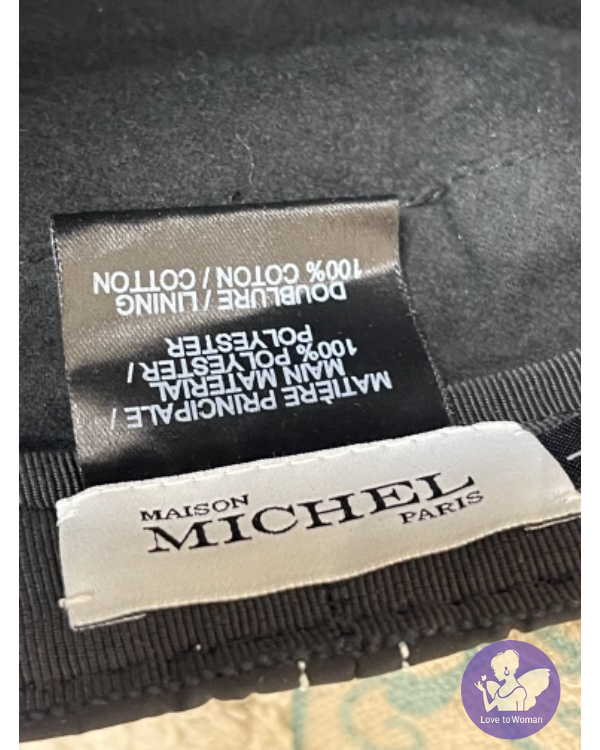 MATIÈRE PRINCIPALE /
MAIN MATERIAL
100% POLYESTER /
POLYESTER
DOUBLURE / LINING
100% COTON / COTTON
MAISON
MICHEL
PARIS
Love to Woman